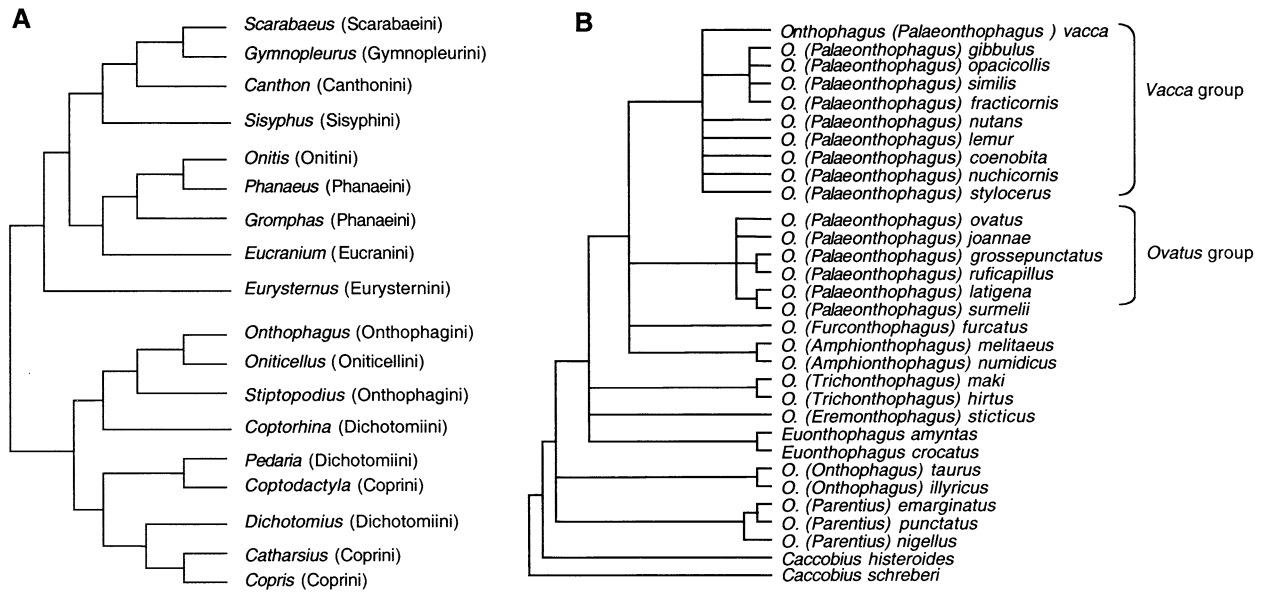 A
Scarabaeus (Scarabaeini)
Gymnopleurus (Gymnopleurini)
Canthon (Canthonini)
Sisyphus (Sisyphini)
Onitis (Onitini)
Phanaeus (Phanaeini)
Gromphas (Phanaeini)
Eucranium (Eucranini)
Eurysternus (Eurysternini)
Onthophagus (Onthophagini)
Oniticellus (Oniticellini)
Stiptopodius (Onthophagini)
Coptorhina (Dichotomiini)
Pedaria (Dichotomiini)
Coptodactyla (Coprini)
Dichotomius (Dichotomiini)
Catharsius (Coprini)
Copris (Coprini)
B
Onthophagus (Palaeonthophagus ) vacca
O. (Palaeonthophagus) gibbulus
O. (Palaeonthophagus) opacicollis
O. (Palaeonthophagus) similis
O. (Palaeonthophagus) fracticornis
O. (Palaeonthophagus) nutans
O. (Palaeonthophagus) lemur
O. (Palaeonthophagus) coenobita
O. (Palaeonthophagus) nuchicornis
O. (Palaeonthophagus) stylocerus
Vacca group
O. (Palaeonthophagus) ovatus
O. (Palaeonthophagus) joannae
O. (Palaeonthophagus) grossepunctatus
O. (Palaeonthophagus) ruficapillus
O. (Palaeonthophagus) latigena
O. (Palaeonthophagus) surmelii
Ovatus group
O. (Furconthophagus) furcatus
O. (Amphionthophagus) melitaeus
O. (Amphionthophagus) numidicus
O. (Trichonthophagus) maki
O. (Trichonthophagus) hirtus
O. (Eremonthophagus) sticticus
Euonthophagus amyntas
Euonthophagus crocatus
O. (Onthophagus) taurus
O. (Onthophagus) illyricus
O. (Parentius) emarginatus
O. (Parentius) punctatus
O. (Parentius) nigellus
Caccobius histeroides
Caccobius schreberi